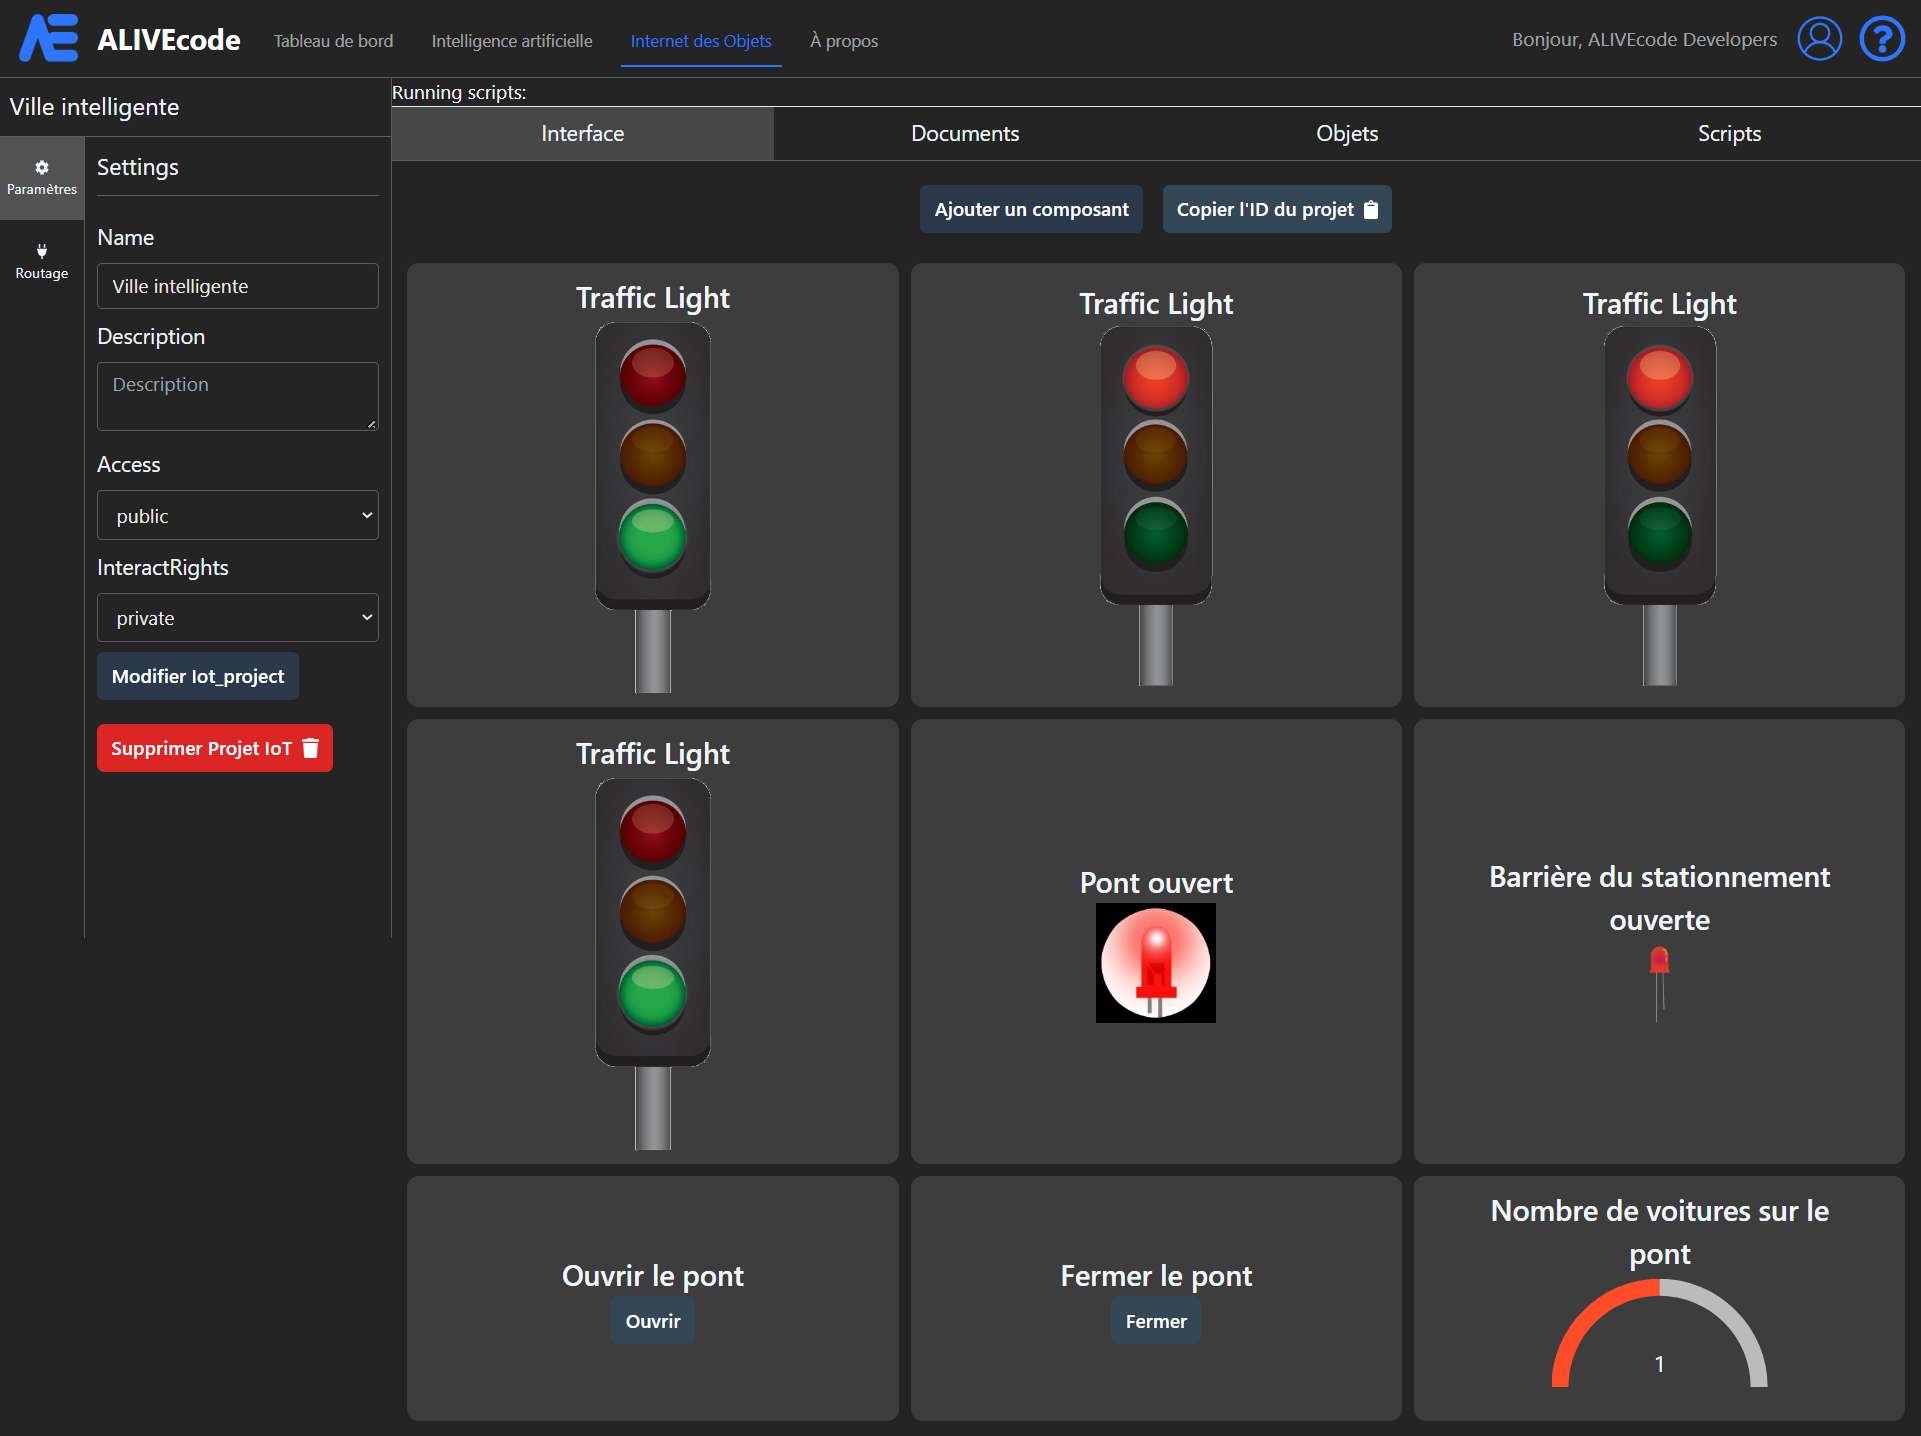 ALIVEcode
Tableau de bord
Intelligence artificielle
Internet des Objets
À propos
Bonjour, ALIVEcode Developers
Ville intelligente
Paramètres
Routage
Settings
Name
Ville intelligente
Description
Description
Access
public
InteractRights
private
Modifier Iot_project
Supprimer Projet IoT
Running scripts:
Interface
Documents
Objets
Scripts
Ajouter un composant
Copier l'ID du projet
Traffic Light
Traffic Light
Traffic Light
Traffic Light
Pont ouvert
Barrière du stationnement
ouverte
Ouvrir le pont
Ouvrir
Fermer le pont
Fermer
Nombre de voitures sur le
pont
1